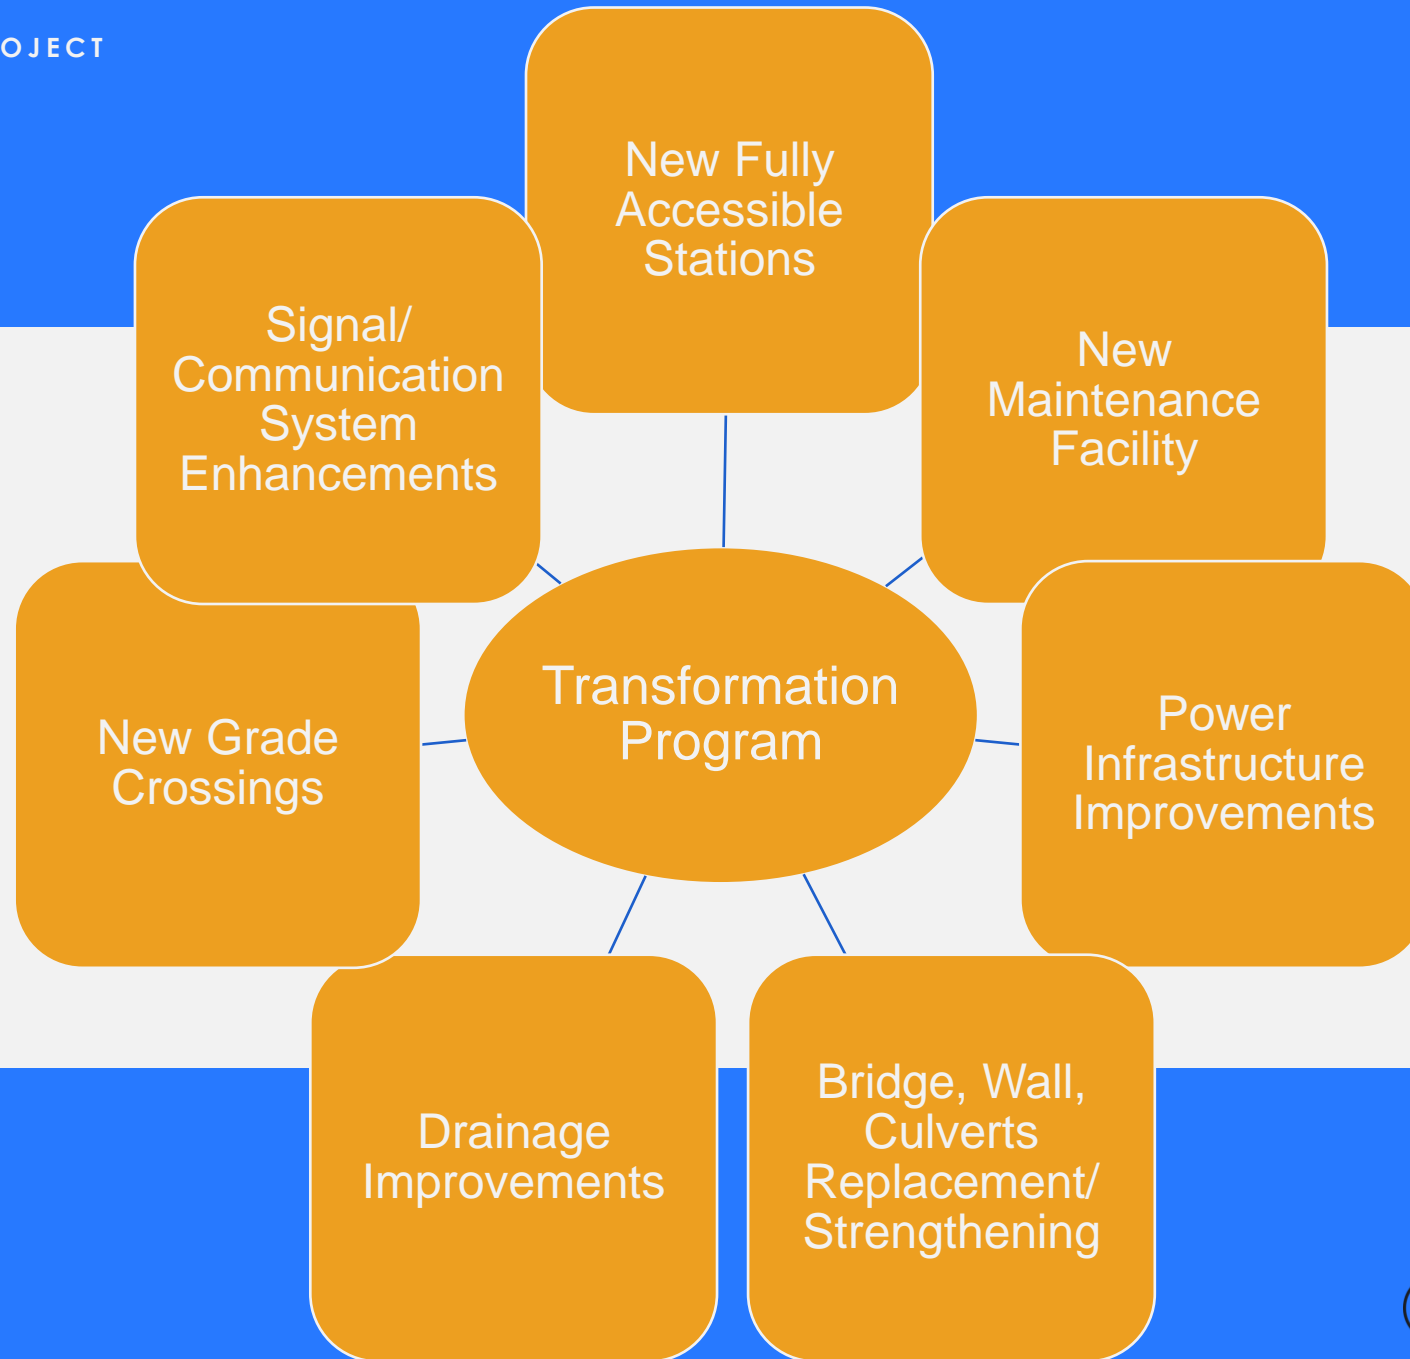 OJECT
New Fully
Accessible
Stations
Signal/
Communication
System
Enhancements
New
Maintenance
Facility
Transformation
Program
New Grade
Crossings
Power
Infrastructure
Improvements
Drainage
Improvements
Bridge, Wall,
Culverts
Replacement/
Strengthening